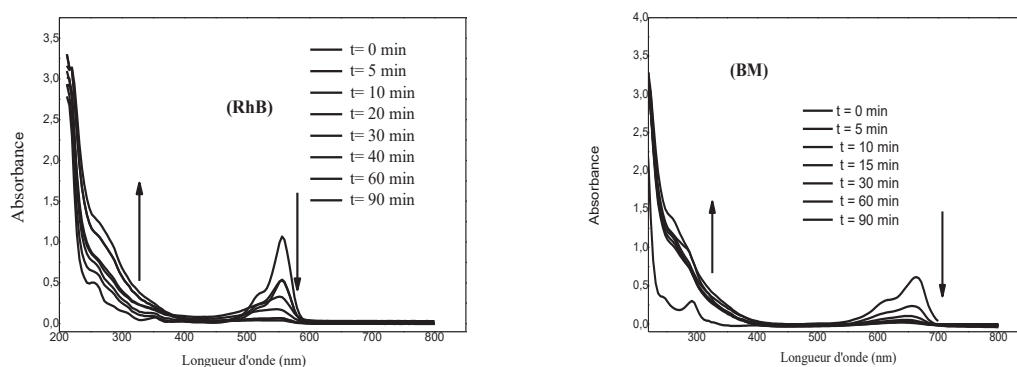 3,5
3,0
2,5
2,0
1,5
1,0
0,5
0,0
200 300 400 500 600 700 800
Absorbance
Longueur d'onde (nm)
(RhB)
t= 0 min
t= 5 min
t= 10 min
t= 20 min
t= 30 min
t= 40 min
t= 60 min
t= 90 min
4,0
3,5
3,0
2,5
2,0
1,5
1,0
0,5
0,0
300 400 500 600 700 800
Absorbance
Longueur d'onde (nm)
(BM)
t = 0 min
t = 5 min
t = 10 min
t = 15 min
t = 30 min
t = 60 min
t = 90 min